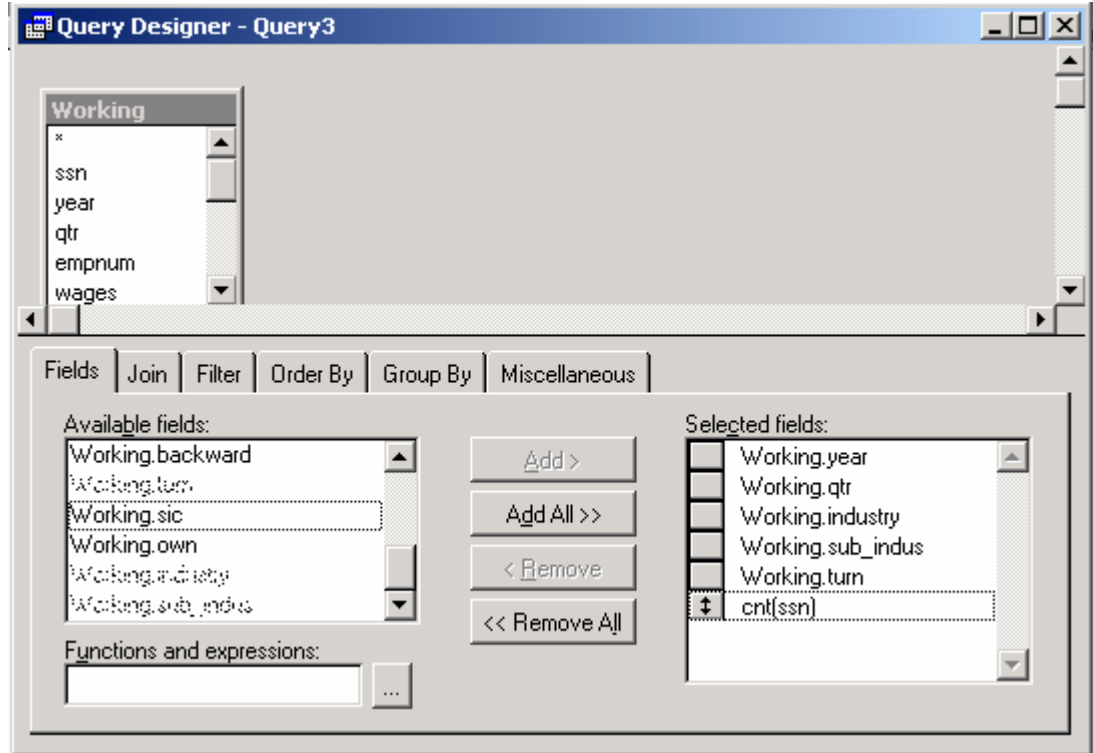 Query Designer - Query3
Working
*
ssn
year
qtr
empnum
wages
Fields
Join
Filter
Order By
Group By
Miscellaneous
Available fields:
Working.backward
Working.turn
Working.sic
Working.own
Working.industry
Working.sub_indus
Functions and expressions:
...
Add >
Add All >>
< Remove
<< Remove All
Selected fields:
Working.year
Working.qtr
Working.industry
Working.sub_indus
Working.turn
cnt(ssn)